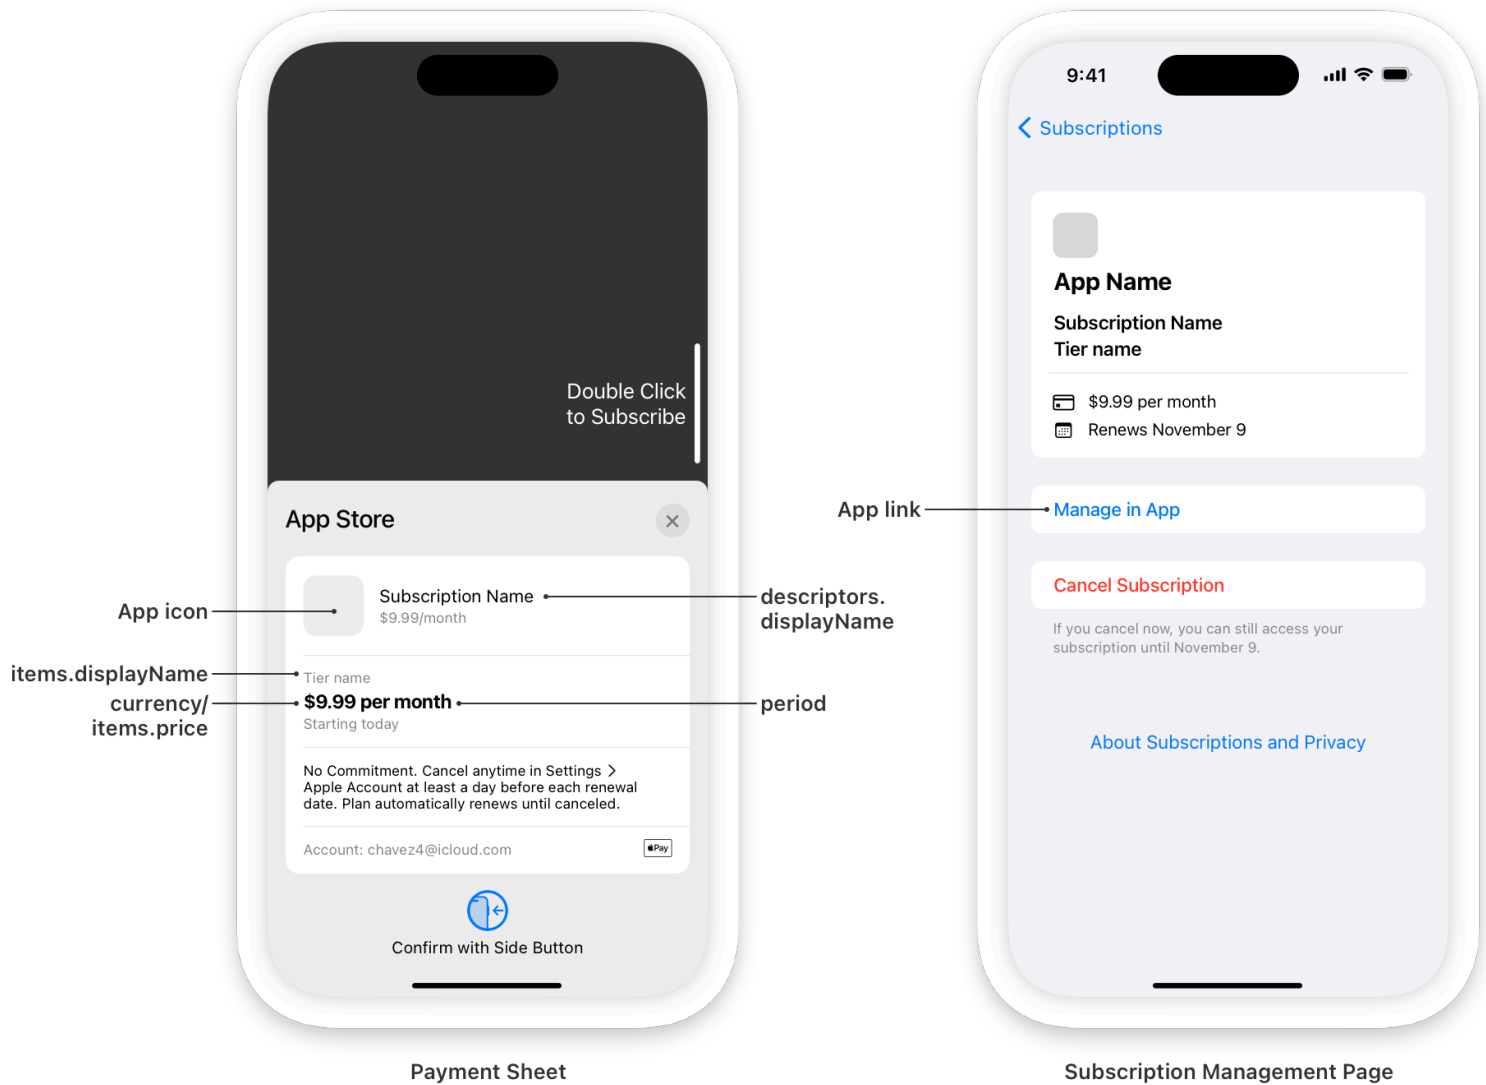 Double Click
to Subscribe
App Store
App icon
Subscription Name
$9.99/month
descriptors.
displayName
items.displayName
Tier name
currency/
items.price
$9.99 per month
period
Starting today
No Commitment. Cancel anytime in Settings >
Apple Account at least a day before each renewal
date. Plan automatically renews until canceled.
Account: chavez4@icloud.com
Pay
Confirm with Side Button
Payment Sheet
9:41
Subscriptions
App Name
Subscription Name
Tier name
$9.99 per month
Renews November 9
App link
Manage in App
Cancel Subscription
If you cancel now, you can still access your
subscription until November 9.
About Subscriptions and Privacy
Subscription Management Page